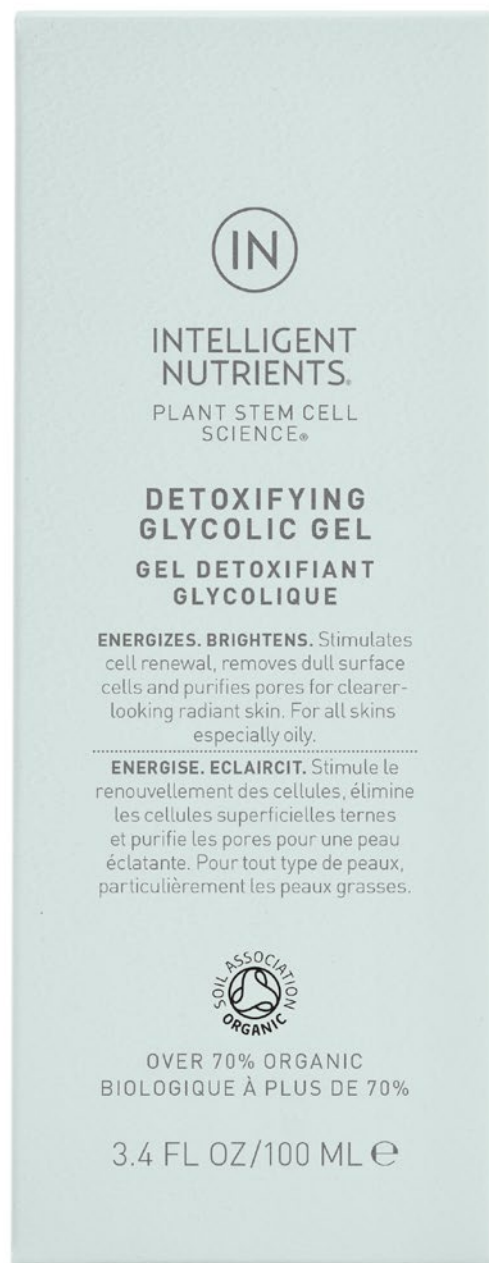 IN
INTELLIGENT
NUTRIENTS®
PLANT STEM CELL
SCIENCE®
DETOXIFYING
GLYCOLIC GEL
GEL DETOXIFIANT
GLYCOLIQUE
ENERGIZES. BRIGHTENS. Stimulates
cell renewal, removes dull surface
cells and purifies pores for clearer-
looking radiant skin. For all skins
especially oily.
ENERGISE. ECLAIRCIT. Stimule le
renouvellement des cellules, élimine
les cellules superficielles ternes
et purifie les pores pour une peau
éclatante. Pour tout type de peaux,
particulièrement les peaux grasses.
SOIL ASSOCIATION
ORGANIC
OVER 70% ORGANIC
BIOLOGIQUE À PLUS DE 70%
3.4 FL OZ/100 ML ℮